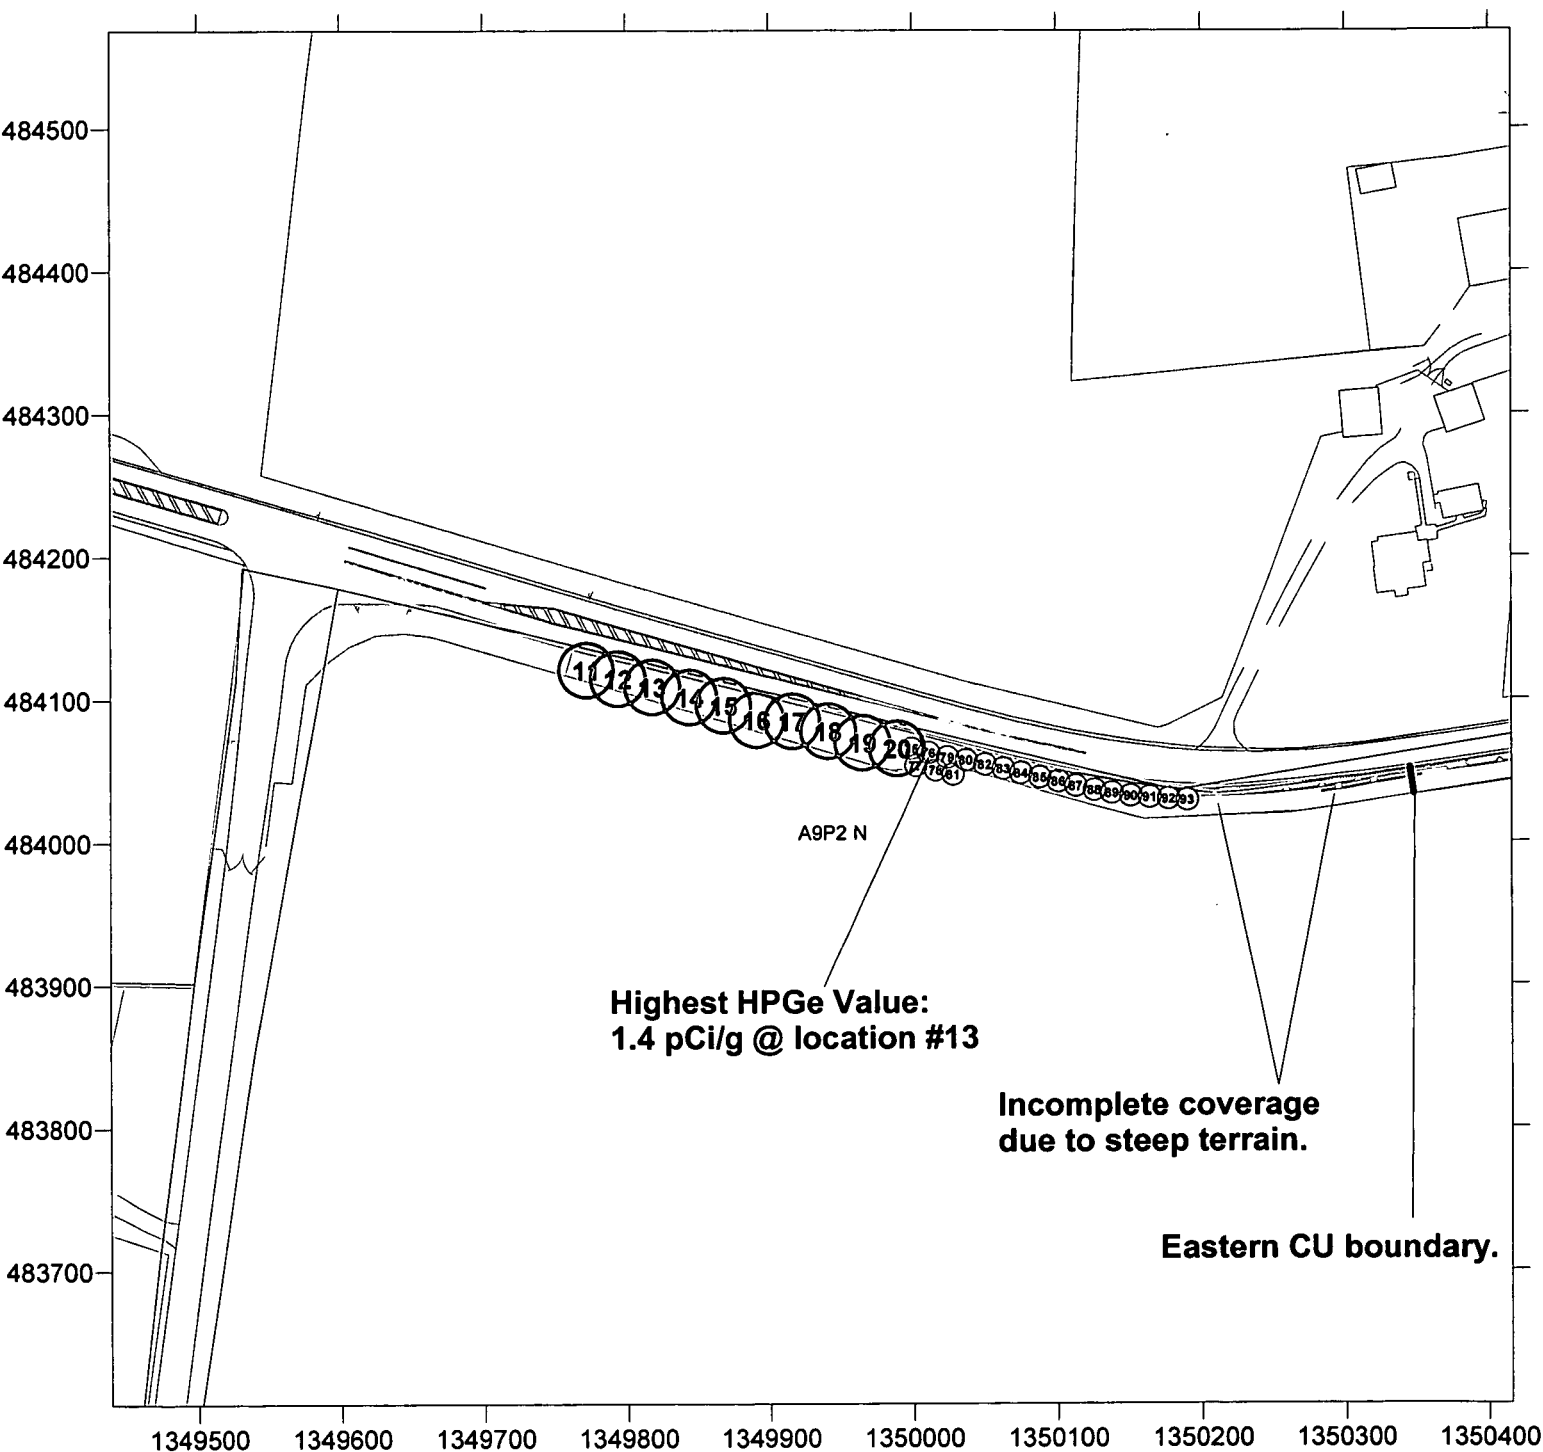 484500
484400
484300
484200
484100
484000
483900
483800
483700
11 12 13 14 15 16 17 18 19 20
79 80 82 83 84 85 86 87 88 89 90 91 92 93
81
A9P2 N
Highest HPGe Value:
1.4 pCi/g @ location #13
Incomplete coverage
due to steep terrain.
Eastern CU boundary.
1349500 1349600 1349700 1349800 1349900 1350000 1350100 1350200 1350300 1350400